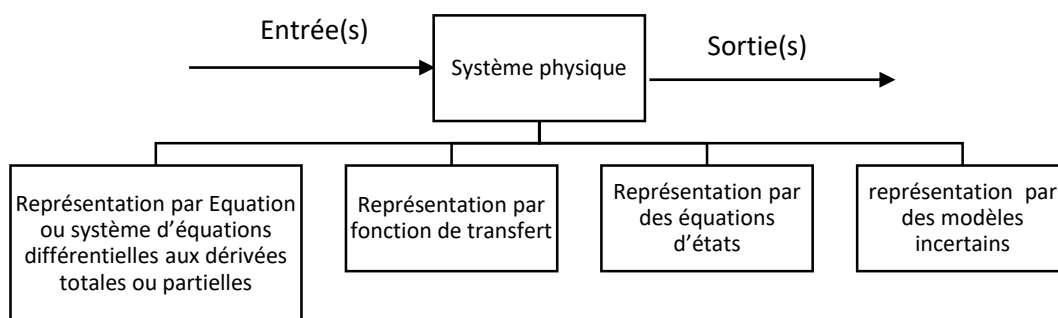 Entrée(s)
Système physique
Sortie(s)
Représentation par Equation
ou système d’équations
différentielles aux dérivées
totales ou partielles
Représentation par
fonction de transfert
Représentation par
des équations
d’états
représentation par
des modèles
incertains